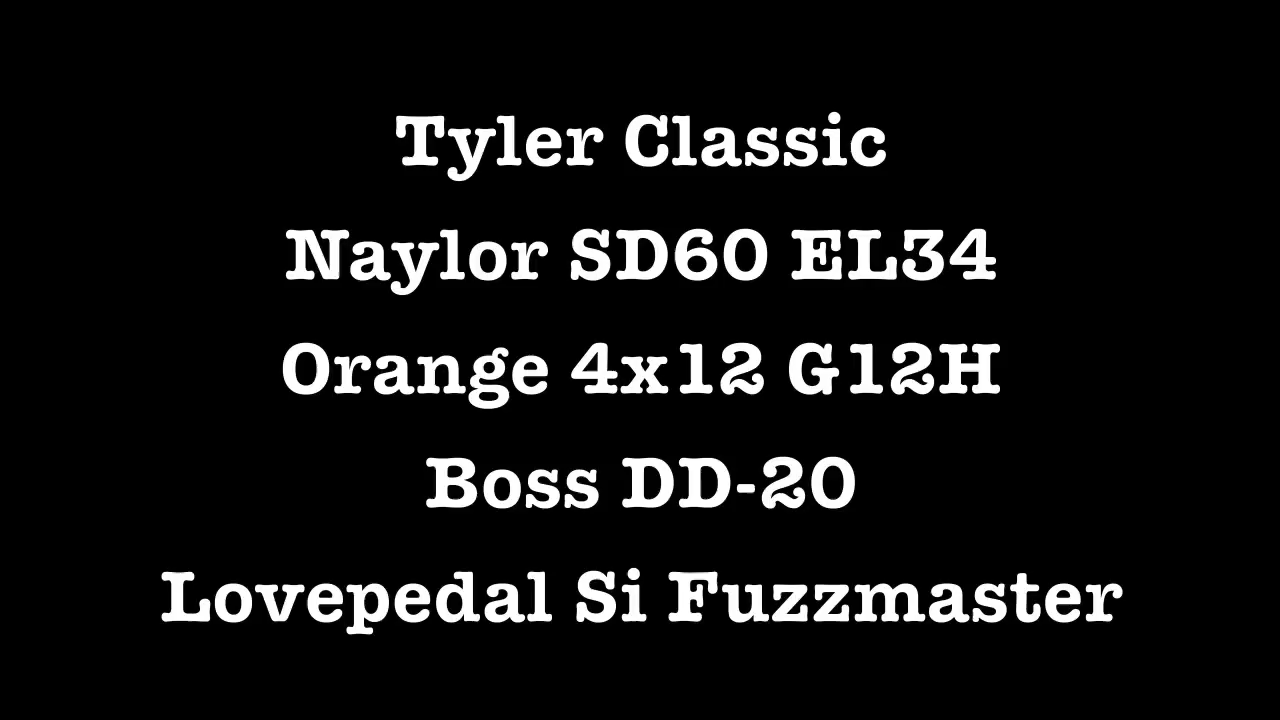 Tyler Classic
Naylor SD60 EL34
Orange 4x12 G12H
Boss DD-20
Lovepedal Si Fuzzmaster